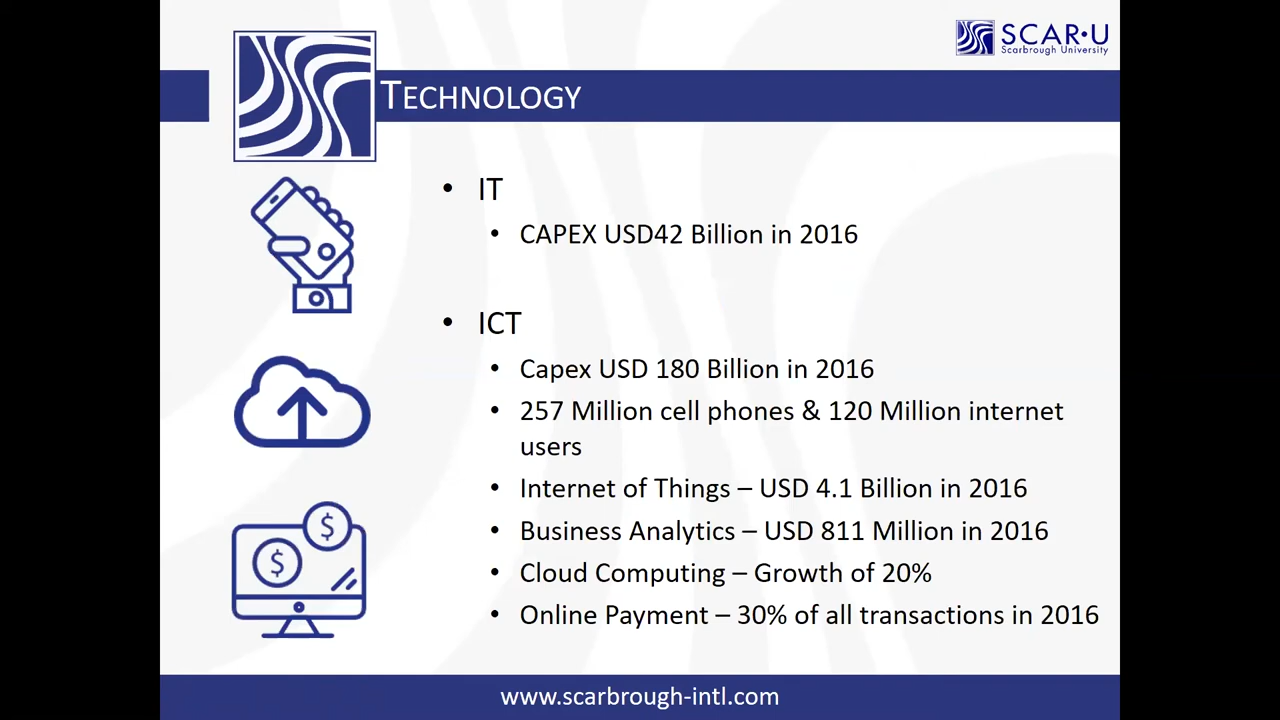 SCAR•U
Scarbrough University
TECHNOLOGY
• IT
• CAPEX USD42 Billion in 2016
• ICT
• Capex USD 180 Billion in 2016
• 257 Million cell phones & 120 Million internet
users
• Internet of Things – USD 4.1 Billion in 2016
• Business Analytics – USD 811 Million in 2016
• Cloud Computing – Growth of 20%
• Online Payment – 30% of all transactions in 2016
$
$
www.scarbrough-intl.com